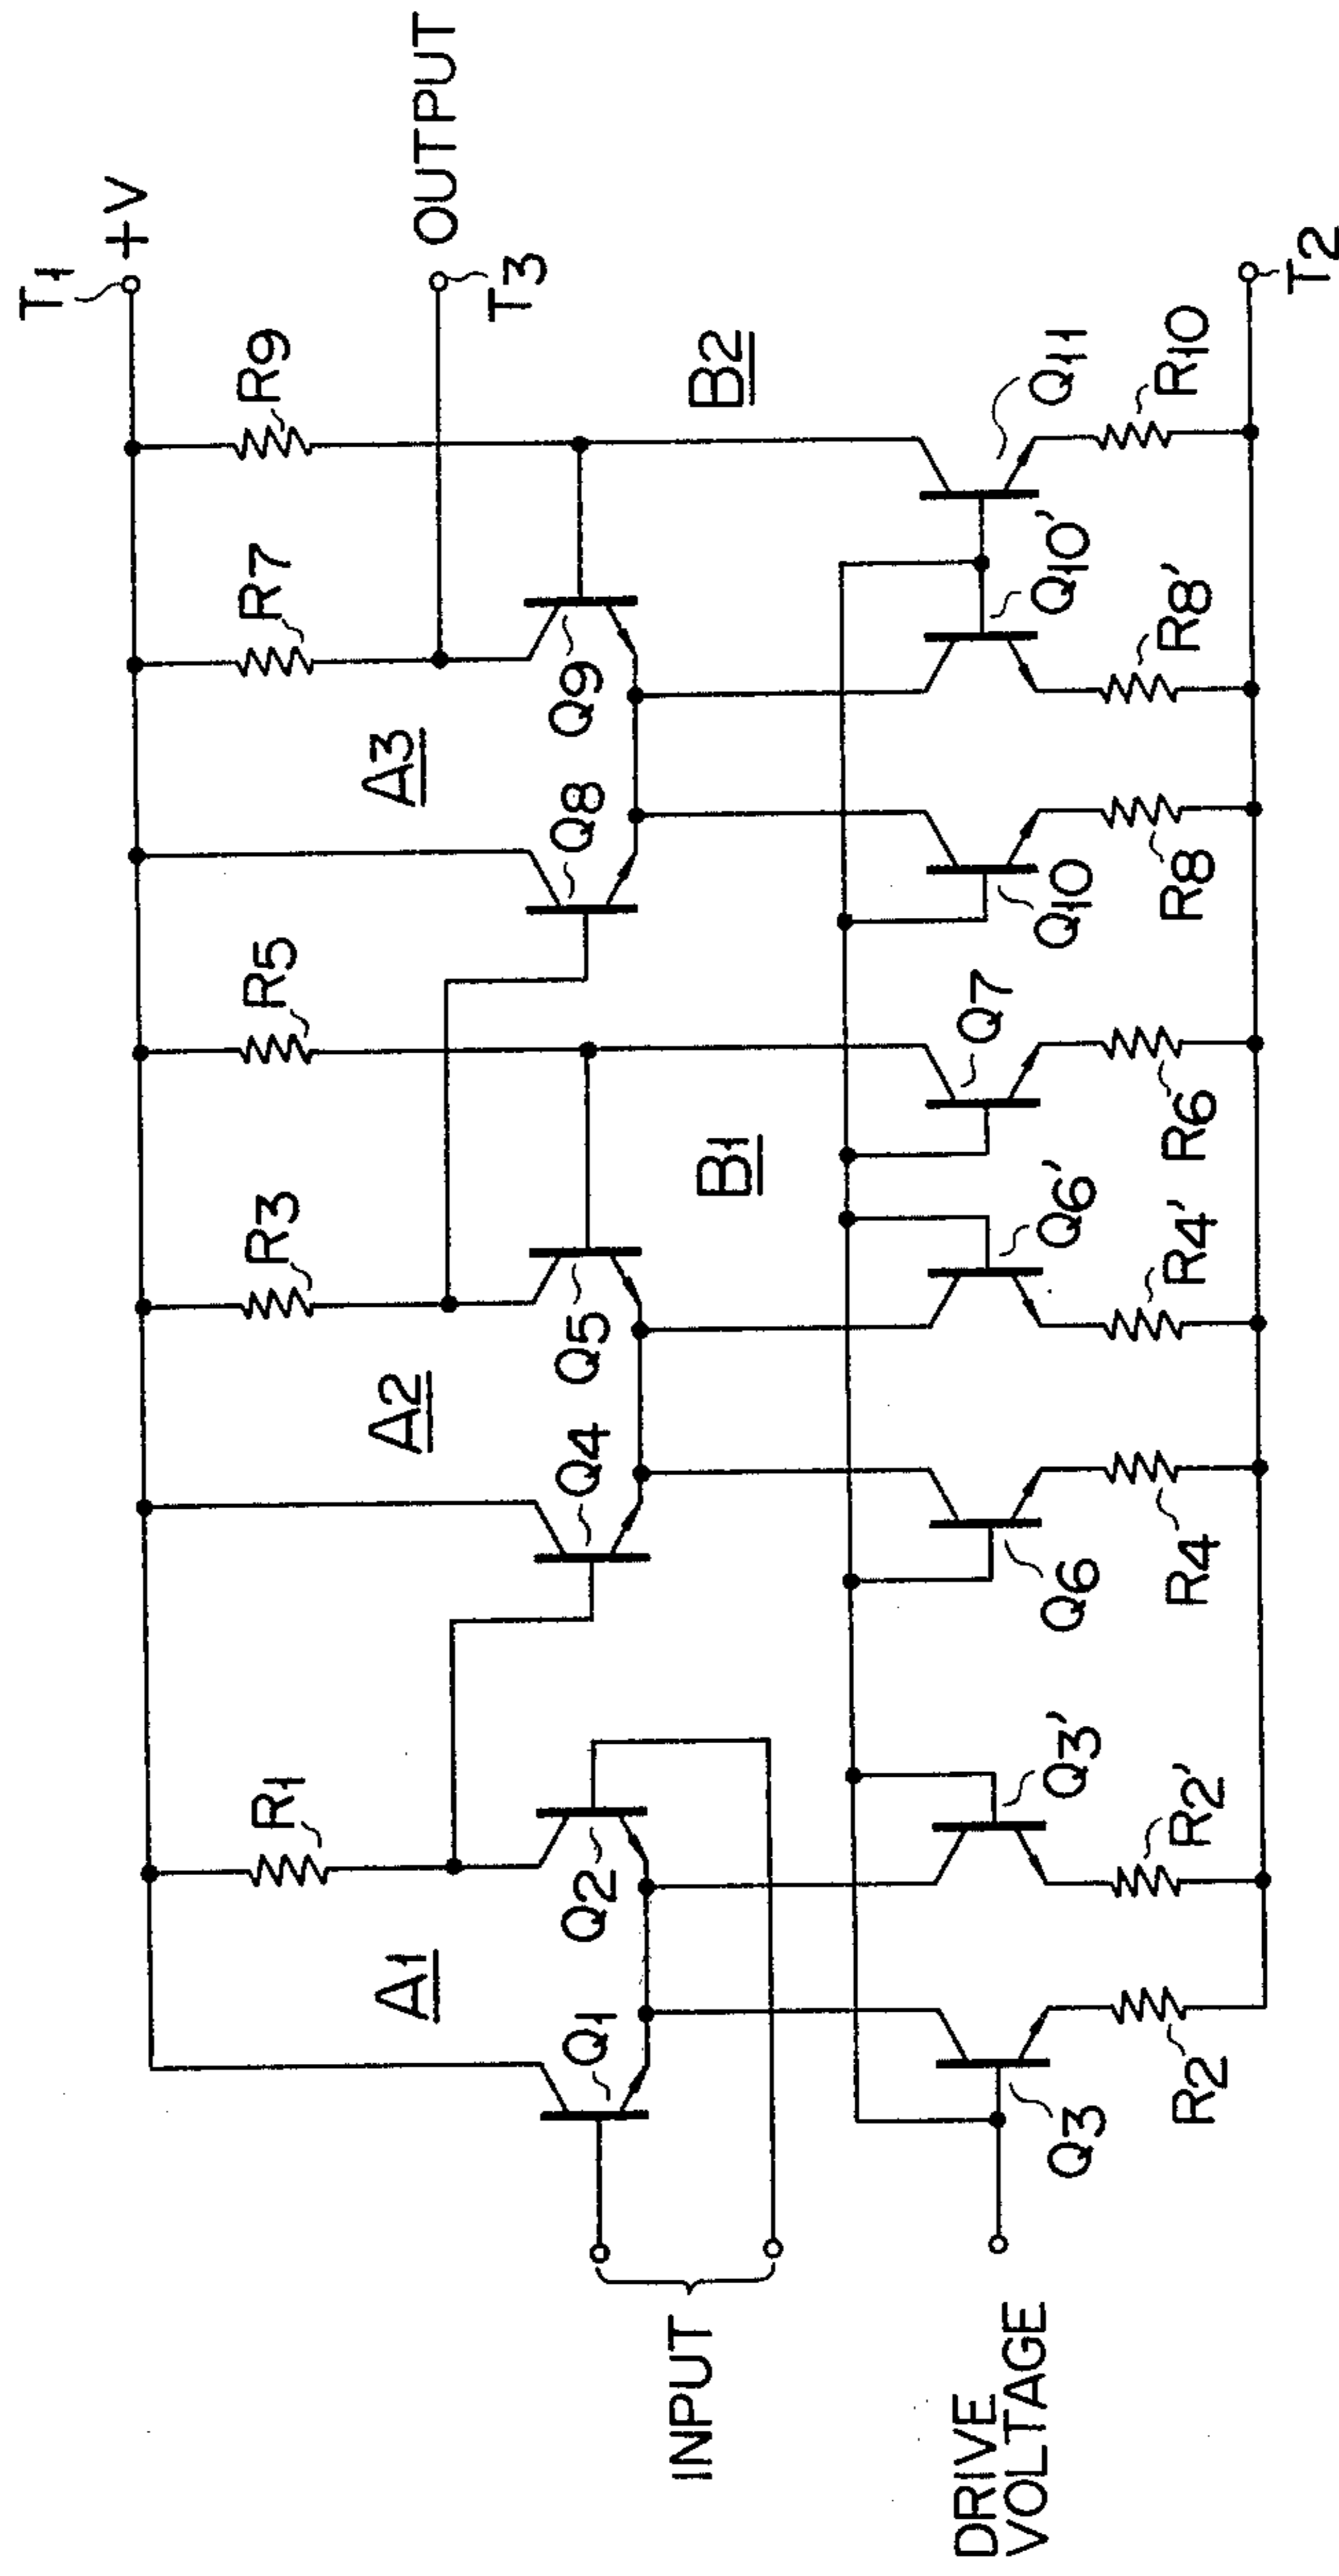 T1 +V
OUTPUT
T3
R1
R3
R5
R7
R9
A1
A2
A3
Q1
Q2
Q4
Q5
Q8
Q9
INPUT
B1
B2
DRIVE
VOLTAGE
Q3
Q3'
Q6
Q6'
Q7
Q10
Q10'
Q11
R2
R2'
R4
R4'
R6
R8
R8'
R10
T2